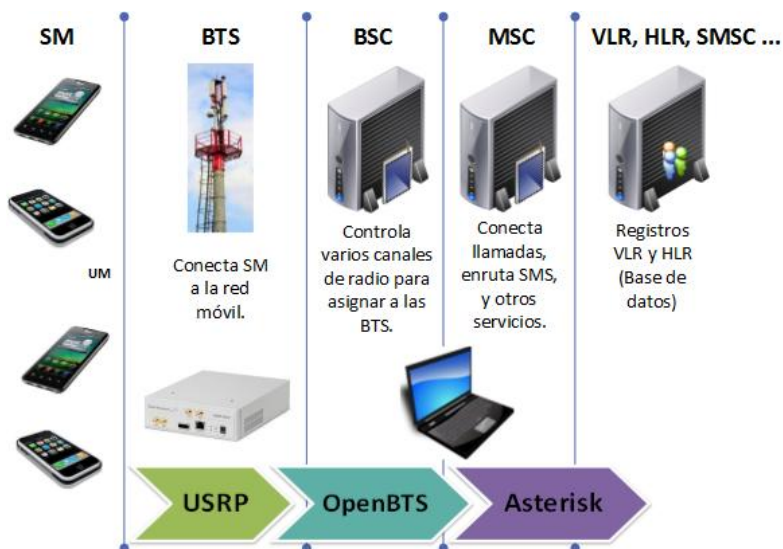 SM
BTS
BSC
MSC
VLR, HLR, SMSC ...
UM
Conecta SM
a la red
móvil.
Controla
varios canales
de radio para
asignar a las
BTS.
Conecta
llamadas,
enruta SMS,
y otros
servicios.
Registros
VLR y HLR
(Base de
datos)
USRP
OpenBTS
Asterisk